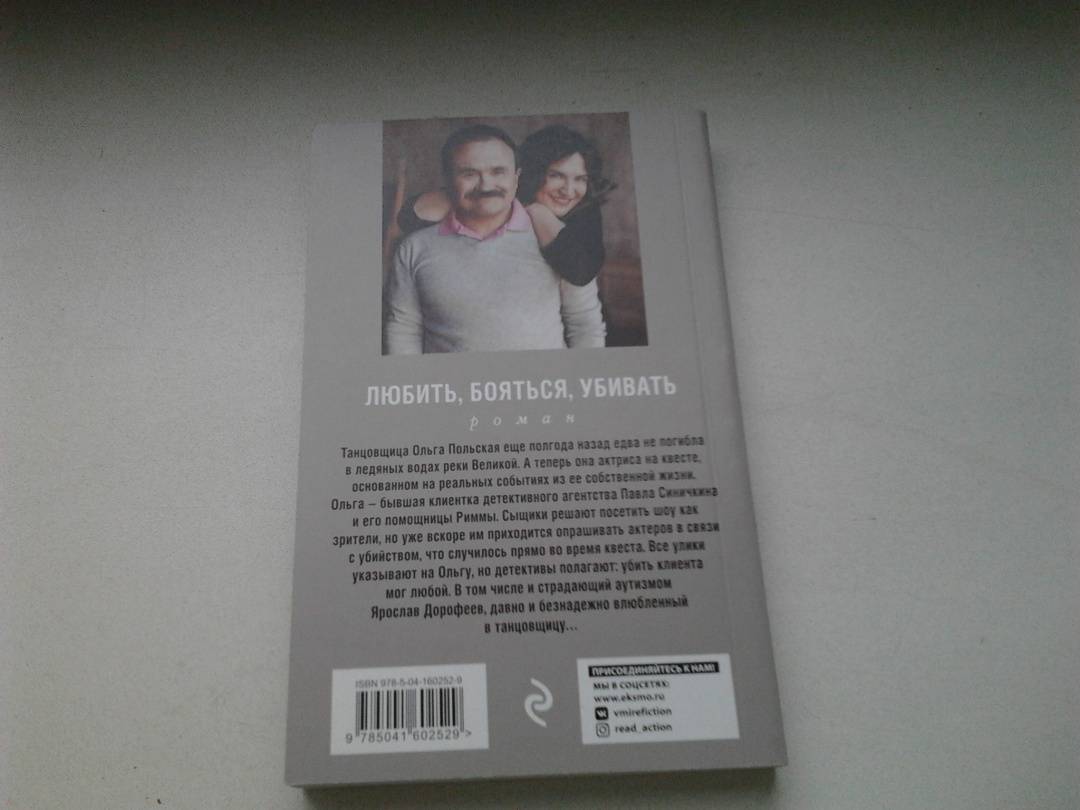 ЛЮБИТЬ, БОЯТЬСЯ, УБИВАТЬ
роман
Танцовщица Ольга Польская еще полгода назад едва не погибла
в ледяных водах реки Великой. А теперь она актриса на квесте,
основанном на реальных событиях из ее собственной жизни.
Ольга – бывшая клиентка детективного агентства Павла Синичкина
и его помощницы Риммы. Сыщики решают посетить шоу как
зрители, но уже вскоре им приходится опрашивать актеров в связи
с убийством, что случилось прямо во время квеста. Все улики
указывают на Ольгу, но детективы полагают: убить клиента
мог любой. В том числе и страдающий аутизмом
Ярослав Дорофеев, давно и безнадежно влюбленный
в танцовщицу...
ISBN 978-5-04-160252-9
9 785041 602529 >
ПРИСОЕДИНЯЙТЕСЬ К НАМ!
МЫ В СОЦСЕТЯХ:
www.eksmo.ru
vmirefiction
read_action